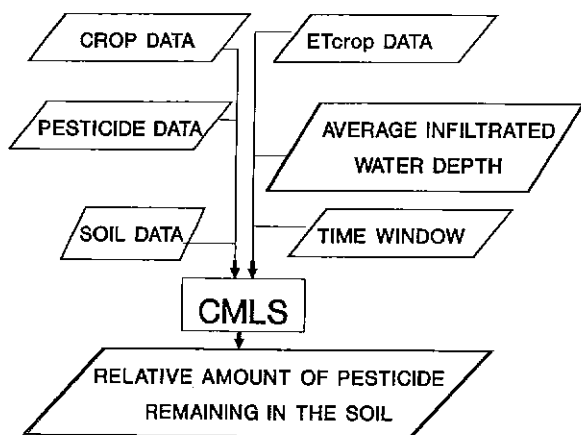 CROP DATA
ETcrop DATA
PESTICIDE DATA
AVERAGE INFILTRATED
WATER DEPTH
SOIL DATA
TIME WINDOW
CMLS
RELATIVE AMOUNT OF PESTICIDE
REMAINING IN THE SOIL